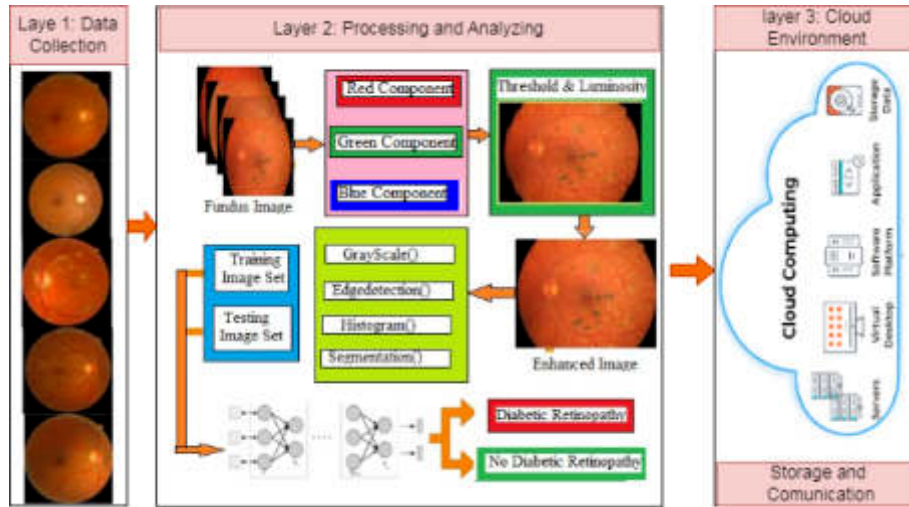 Laye 1: Data
Collection
Layer 2: Processing and Analyzing
Fundus Image
Red Component
Green Component
Blue Component
Threshold & Luminosity
Enhanced Image
GrayScale()
Edgedetection()
Histogram()
Segmentation()
Training
Image Set
Testing
Image Set
Diabetic Retinopathy
No Diabetic Retinopathy
layer 3: Cloud
Environment
Cloud Computing
Storage
Data
Application
Software
Platform
Virtual
Desktop
Servers
Storage and
Comunication